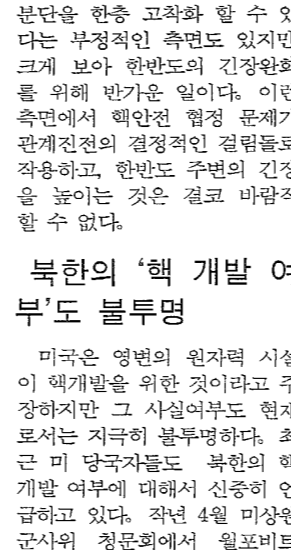 분단을 한층 고착화 할 수 있
다는 부정적인 측면도 있지만
크게 보아 한반도의 긴장완화
를 위해 반가운 일이다. 이런
측면에서 핵안전 협정 문제가
관계진전의 결정적인 걸림돌로
작용하고, 한반도 주변의 긴장
을 높이는 것은 결코 바람직
할 수 없다.
북한의 ‘핵 개발 여
부’도 불투명
미국은 영변의 원자력 시설
이 핵개발을 위한 것이라고 주
장하지만 그 사실여부도 현재
로서는 지극히 불투명하다. 최
근 미 당국자들도 북한의 핵
개발 여부에 대해서 신중히 언
급하고 있다. 작년 4월 미상원
군사위 청문회에서 월포비트